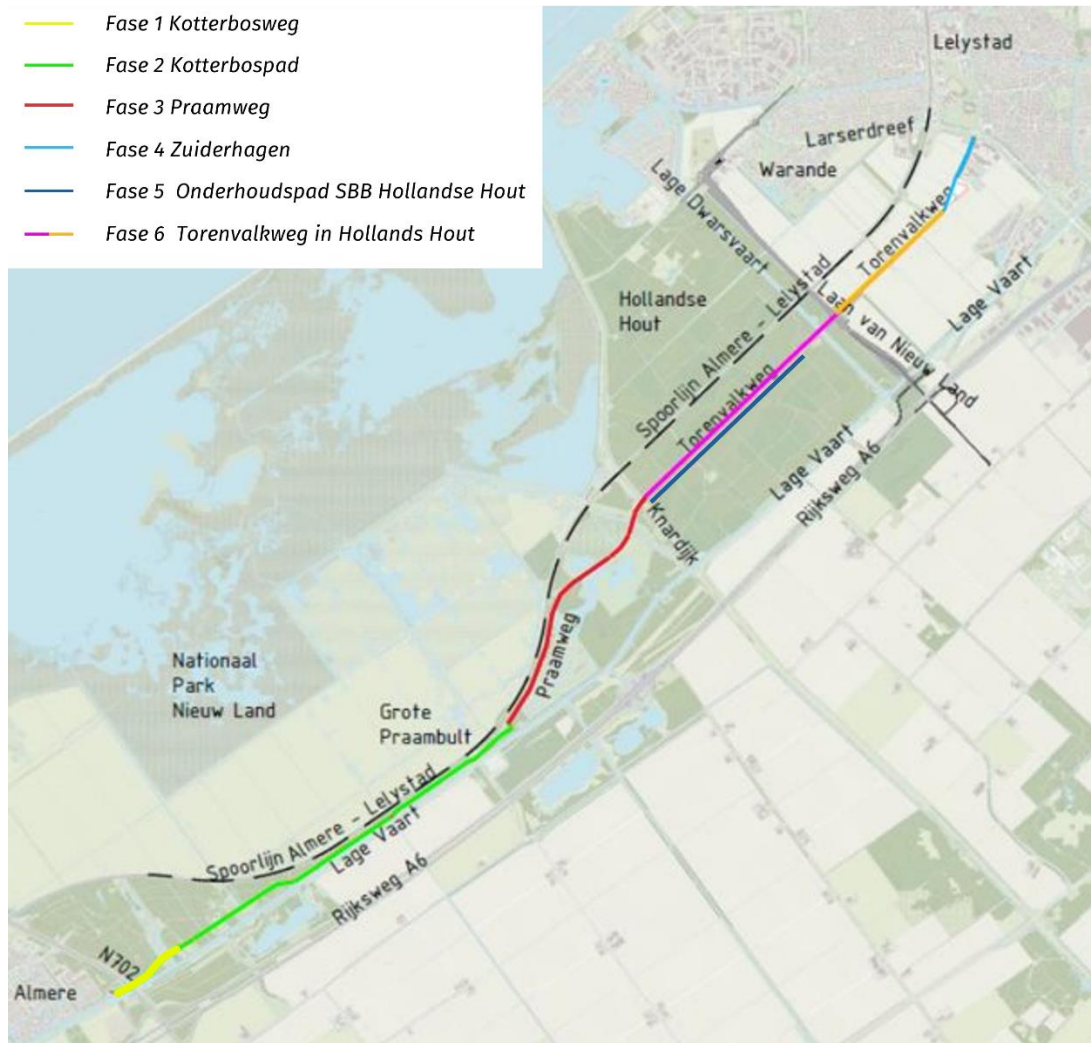 Fase 1 Kotterbosweg
Fase 2 Kotterbospad
Fase 3 Praamweg
Fase 4 Zuiderhagen
Fase 5 Onderhoudspad SBB Hollandse Hout
Fase 6 Torenvalkweg in Hollands Hout
Lelystad
Larserdreef
Warande
Lage Dwarsvaart
Torenvalkweg
Lage Vaart
Laan van Nieuw Land
Hollandse
Hout
Spoorlijn Almere - Lelystad
Torenvalkweg
Lage Vaart
Rijksweg A6
Knardijk
Praamweg
Nationaal
Park
Nieuw Land
Grote
Praambult
Spoorlijn Almere - Lelystad
Lage Vaart
Rijksweg A6
N702
Almere